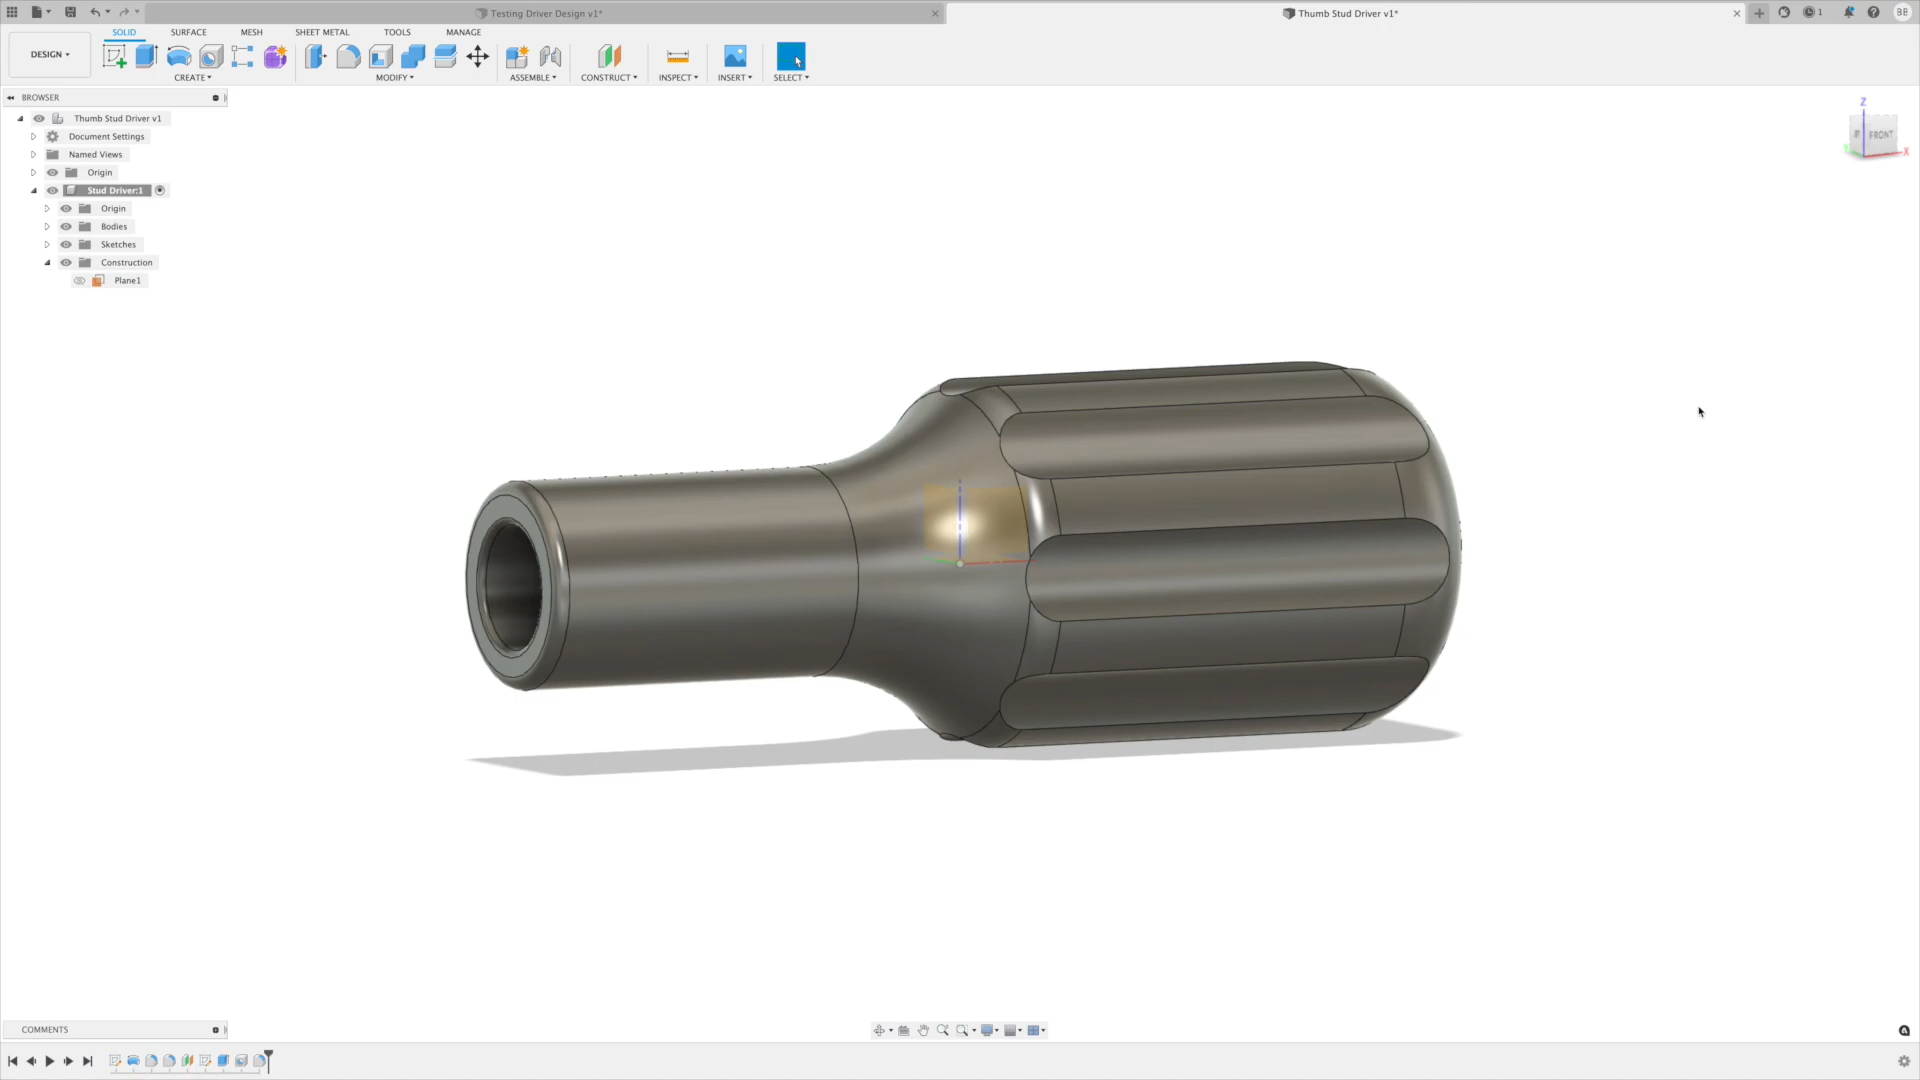 Testing Driver Design v1*
Thumb Stud Driver v1*
1
BE
DESIGN
SOLID
SURFACE
MESH
SHEET METAL
TOOLS
MANAGE
CREATE
MODIFY
ASSEMBLE
CONSTRUCT
INSPECT
INSERT
SELECT
BROWSER
Thumb Stud Driver v1
Document Settings
Named Views
Origin
Stud Driver:1
Origin
Bodies
Sketches
Construction
Plane1
Z
FRONT
X
COMMENTS